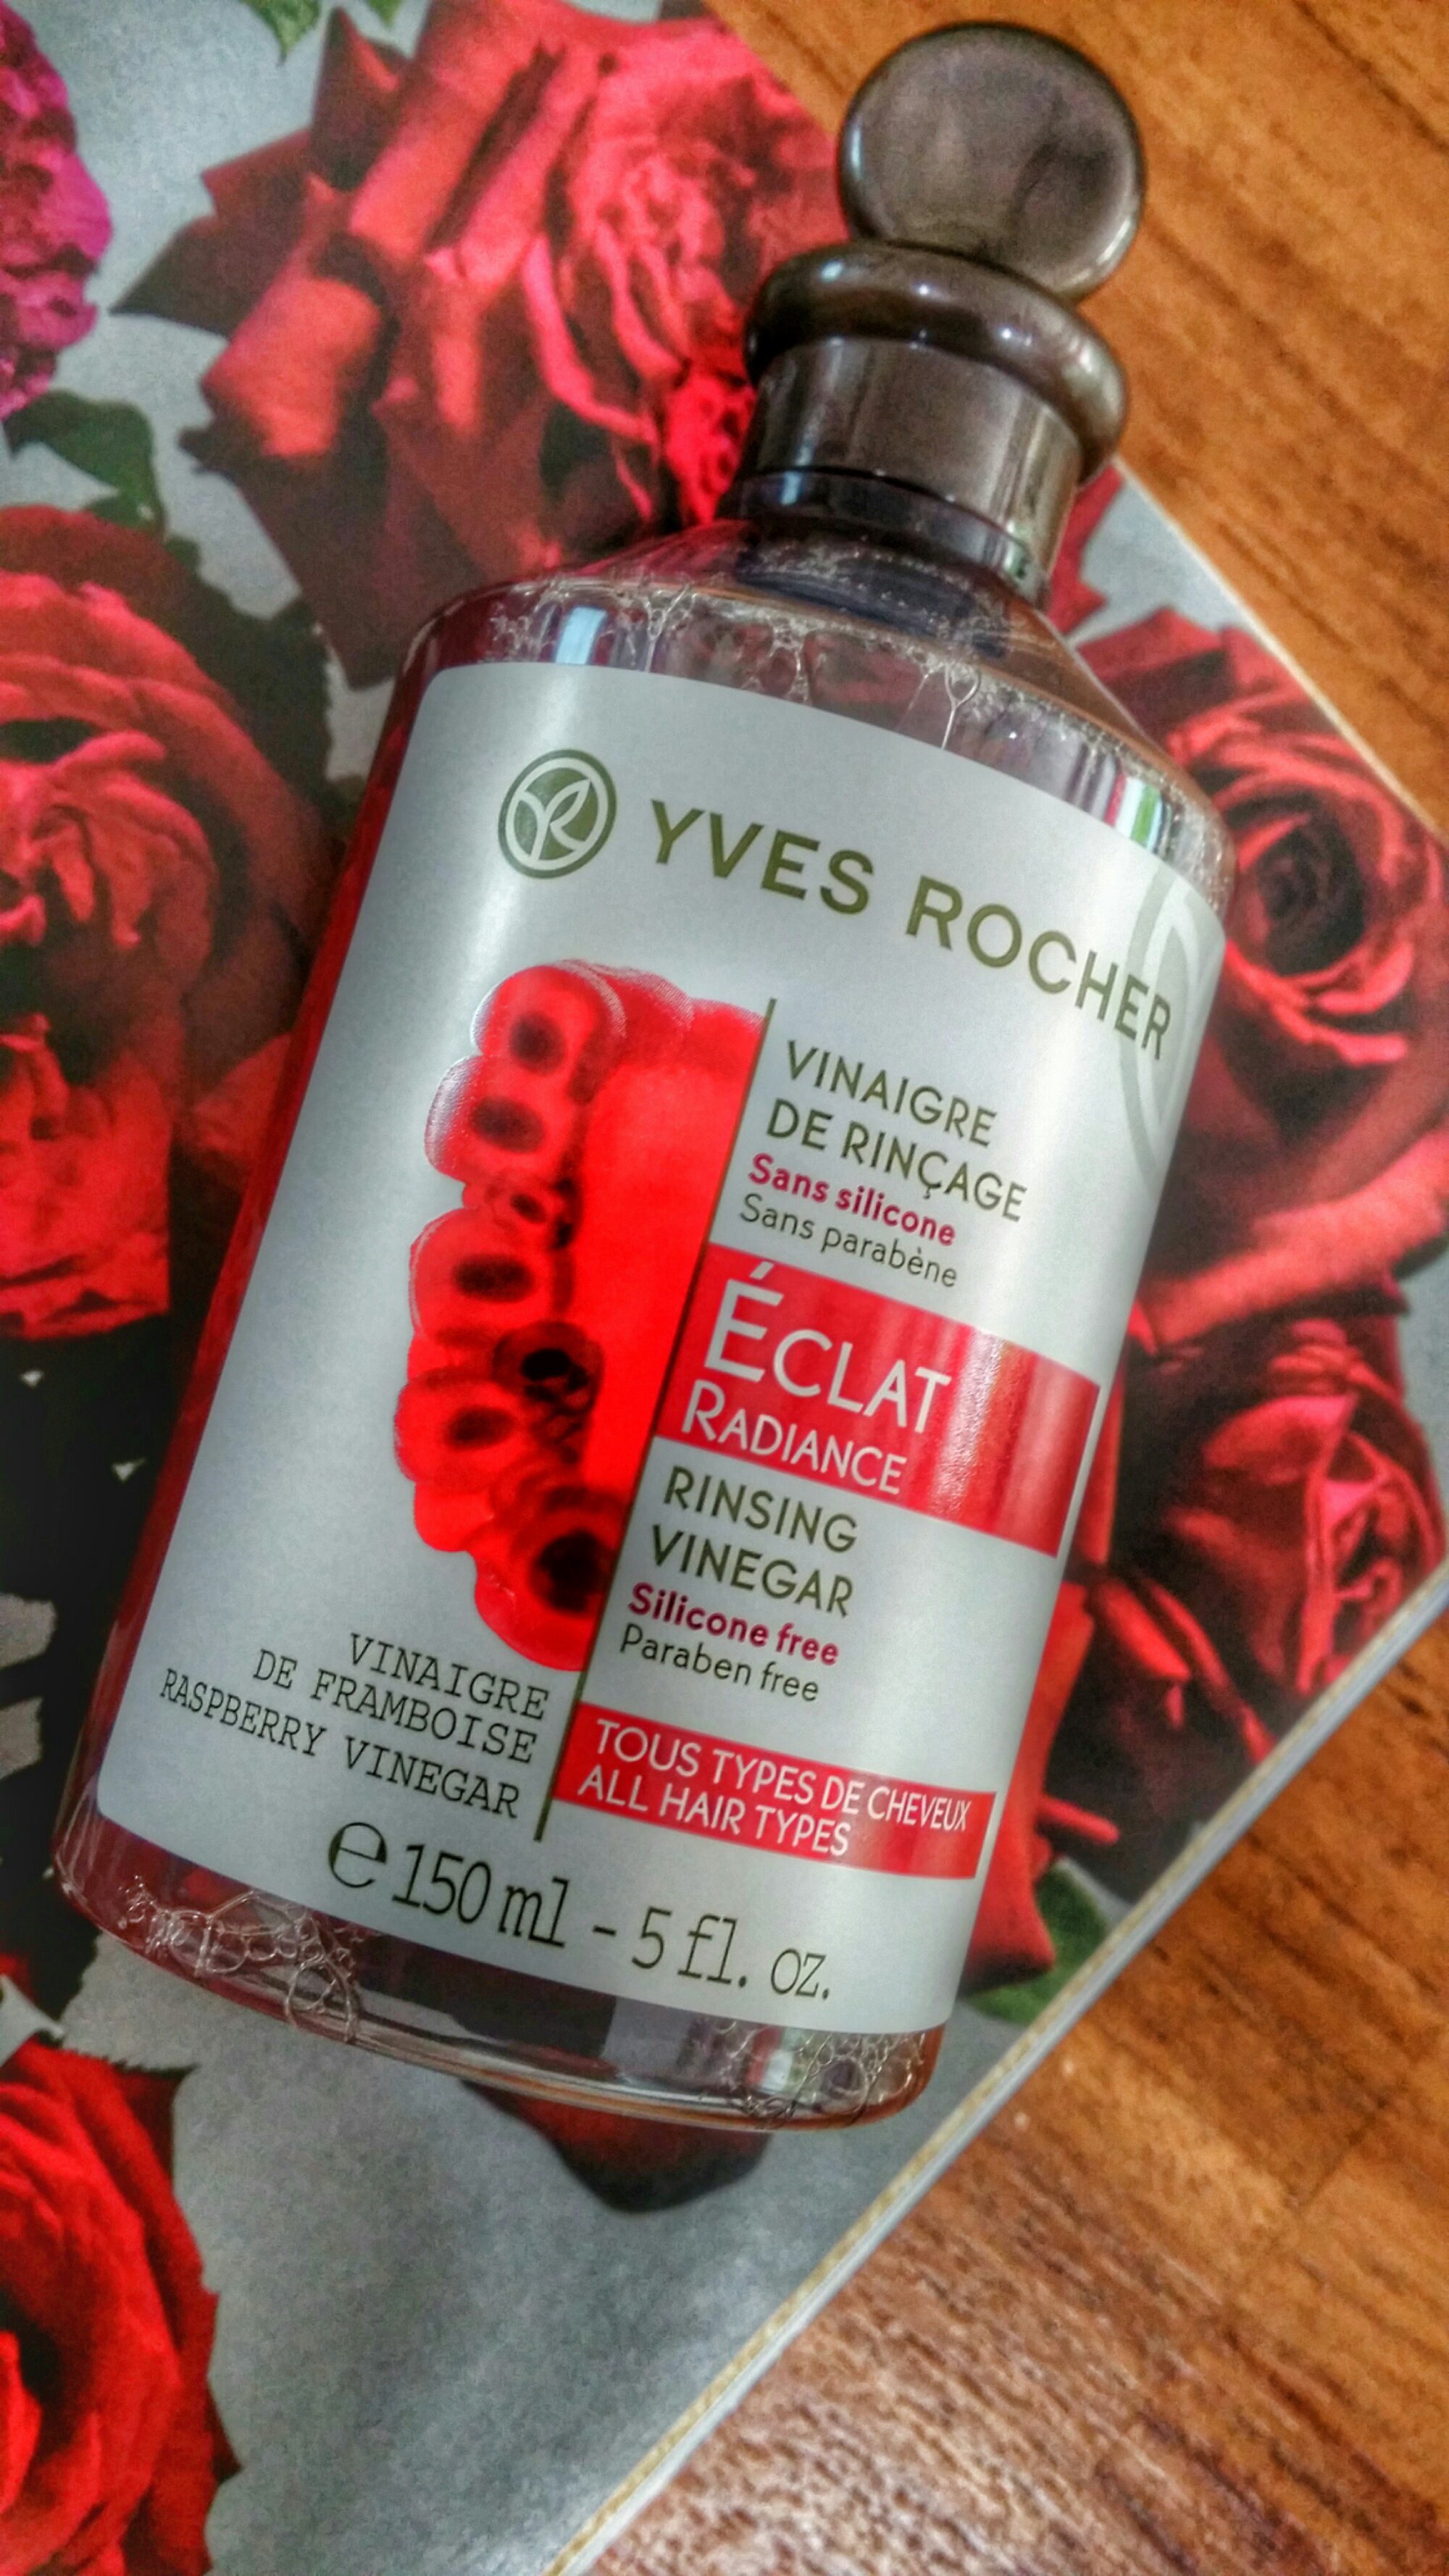 YVES ROCHER
VINAIGRE
DE RINÇAGE
Sans silicone
Sans parabène
ÉCLAT
RADIANCE
RINSING
VINEGAR
Silicone free
Paraben free
VINAIGRE
DE FRAMBOISE
RASPBERRY VINEGAR
TOUS TYPES DE CHEVEUX
ALL HAIR TYPES
℮ 150 ml - 5 fl. oz.